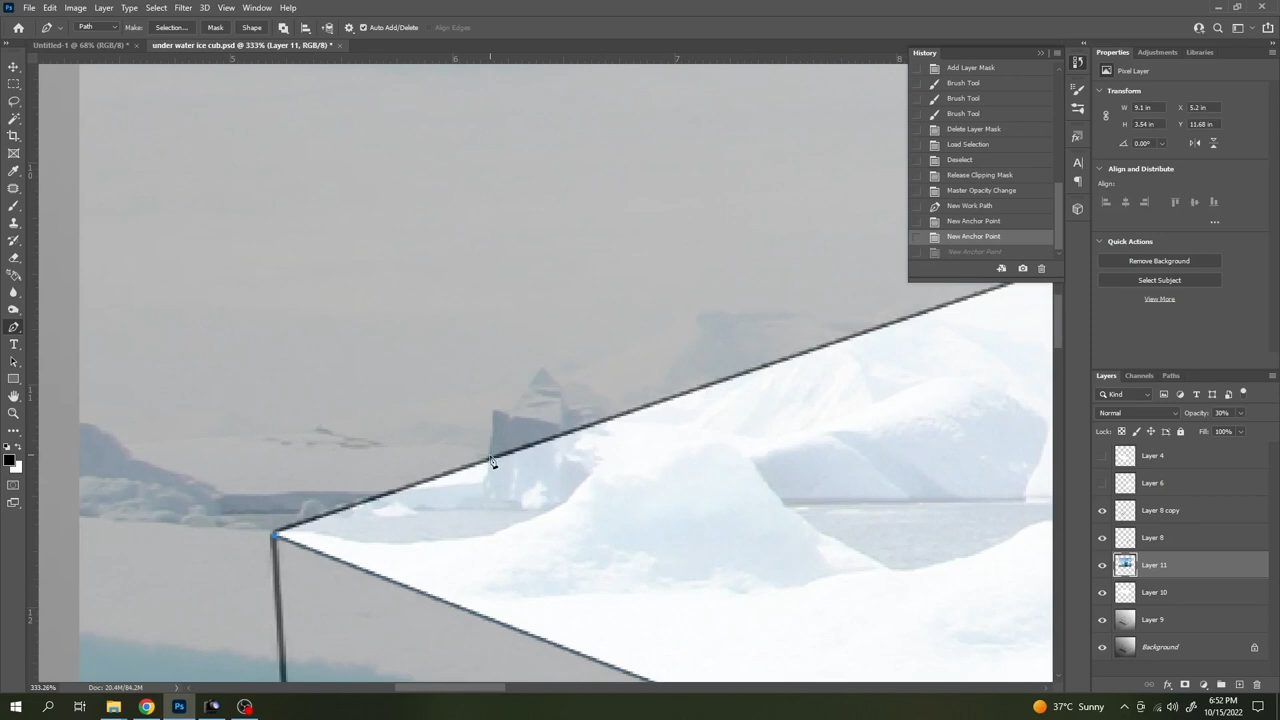 File Edit Image Layer Type Select Filter 3D View Window Help
Path Make: Selection... Mask Shape Auto Add/Delete Align Edges
Untitled-1 @ 68% (RGB/8) * × under water ice cub.psd @ 333% (Layer 11, RGB/8) * ×
5 6 7 8
10
11
12
History
Add Layer Mask
Brush Tool
Brush Tool
Brush Tool
Delete Layer Mask
Load Selection
Deselect
Release Clipping Mask
Master Opacity Change
New Work Path
New Anchor Point
New Anchor Point
New Anchor Point
Properties Adjustments Libraries
Pixel Layer
Transform
W 9.1 in X 5.2 in
H 3.54 in Y 11.68 in
0.00°
Align and Distribute
Align:
...
Quick Actions
Remove Background
Select Subject
View More
Layers Channels Paths
Kind
Normal Opacity: 30%
Lock: Fill: 100%
Layer 4
Layer 6
Layer 8 copy
Layer 8
Layer 11
Layer 10
Layer 9
Background
333.26% Doc: 20.4M/84.2M
37°C Sunny 6:52 PM
10/15/2022